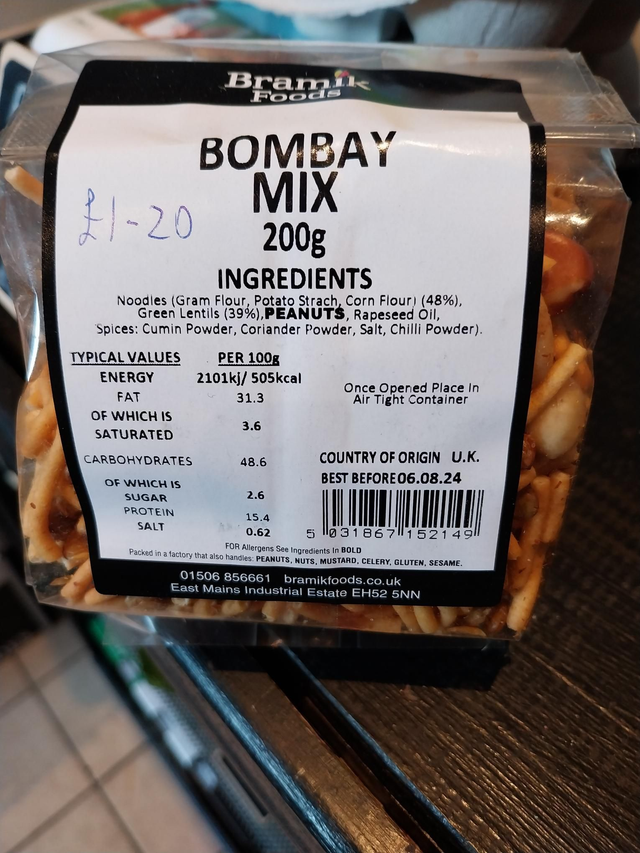 Bramik
Foods
BOMBAY
MIX
£1-20
200g
INGREDIENTS
Noodles (Gram Flour, Potato Strach, Corn Flour) (48%),
Green Lentils (39%),PEANUTS, Rapeseed Oil,
Spices: Cumin Powder, Coriander Powder, Salt, Chilli Powder).
TYPICAL VALUES PER 100g
ENERGY 2101kj/ 505kcal
FAT 31.3
OF WHICH IS
SATURATED 3.6
CARBOHYDRATES 48.6
OF WHICH IS
SUGAR 2.6
PROTEIN 15.4
SALT 0.62
Once Opened Place In
Air Tight Container
COUNTRY OF ORIGIN U.K.
BEST BEFORE 06.08.24
5 031867 152149
FOR Allergens See Ingredients In BOLD
Packed in a factory that also handles: PEANUTS, NUTS, MUSTARD, CELERY, GLUTEN, SESAME.
01506 856661 bramikfoods.co.uk
East Mains Industrial Estate EH52 5NN